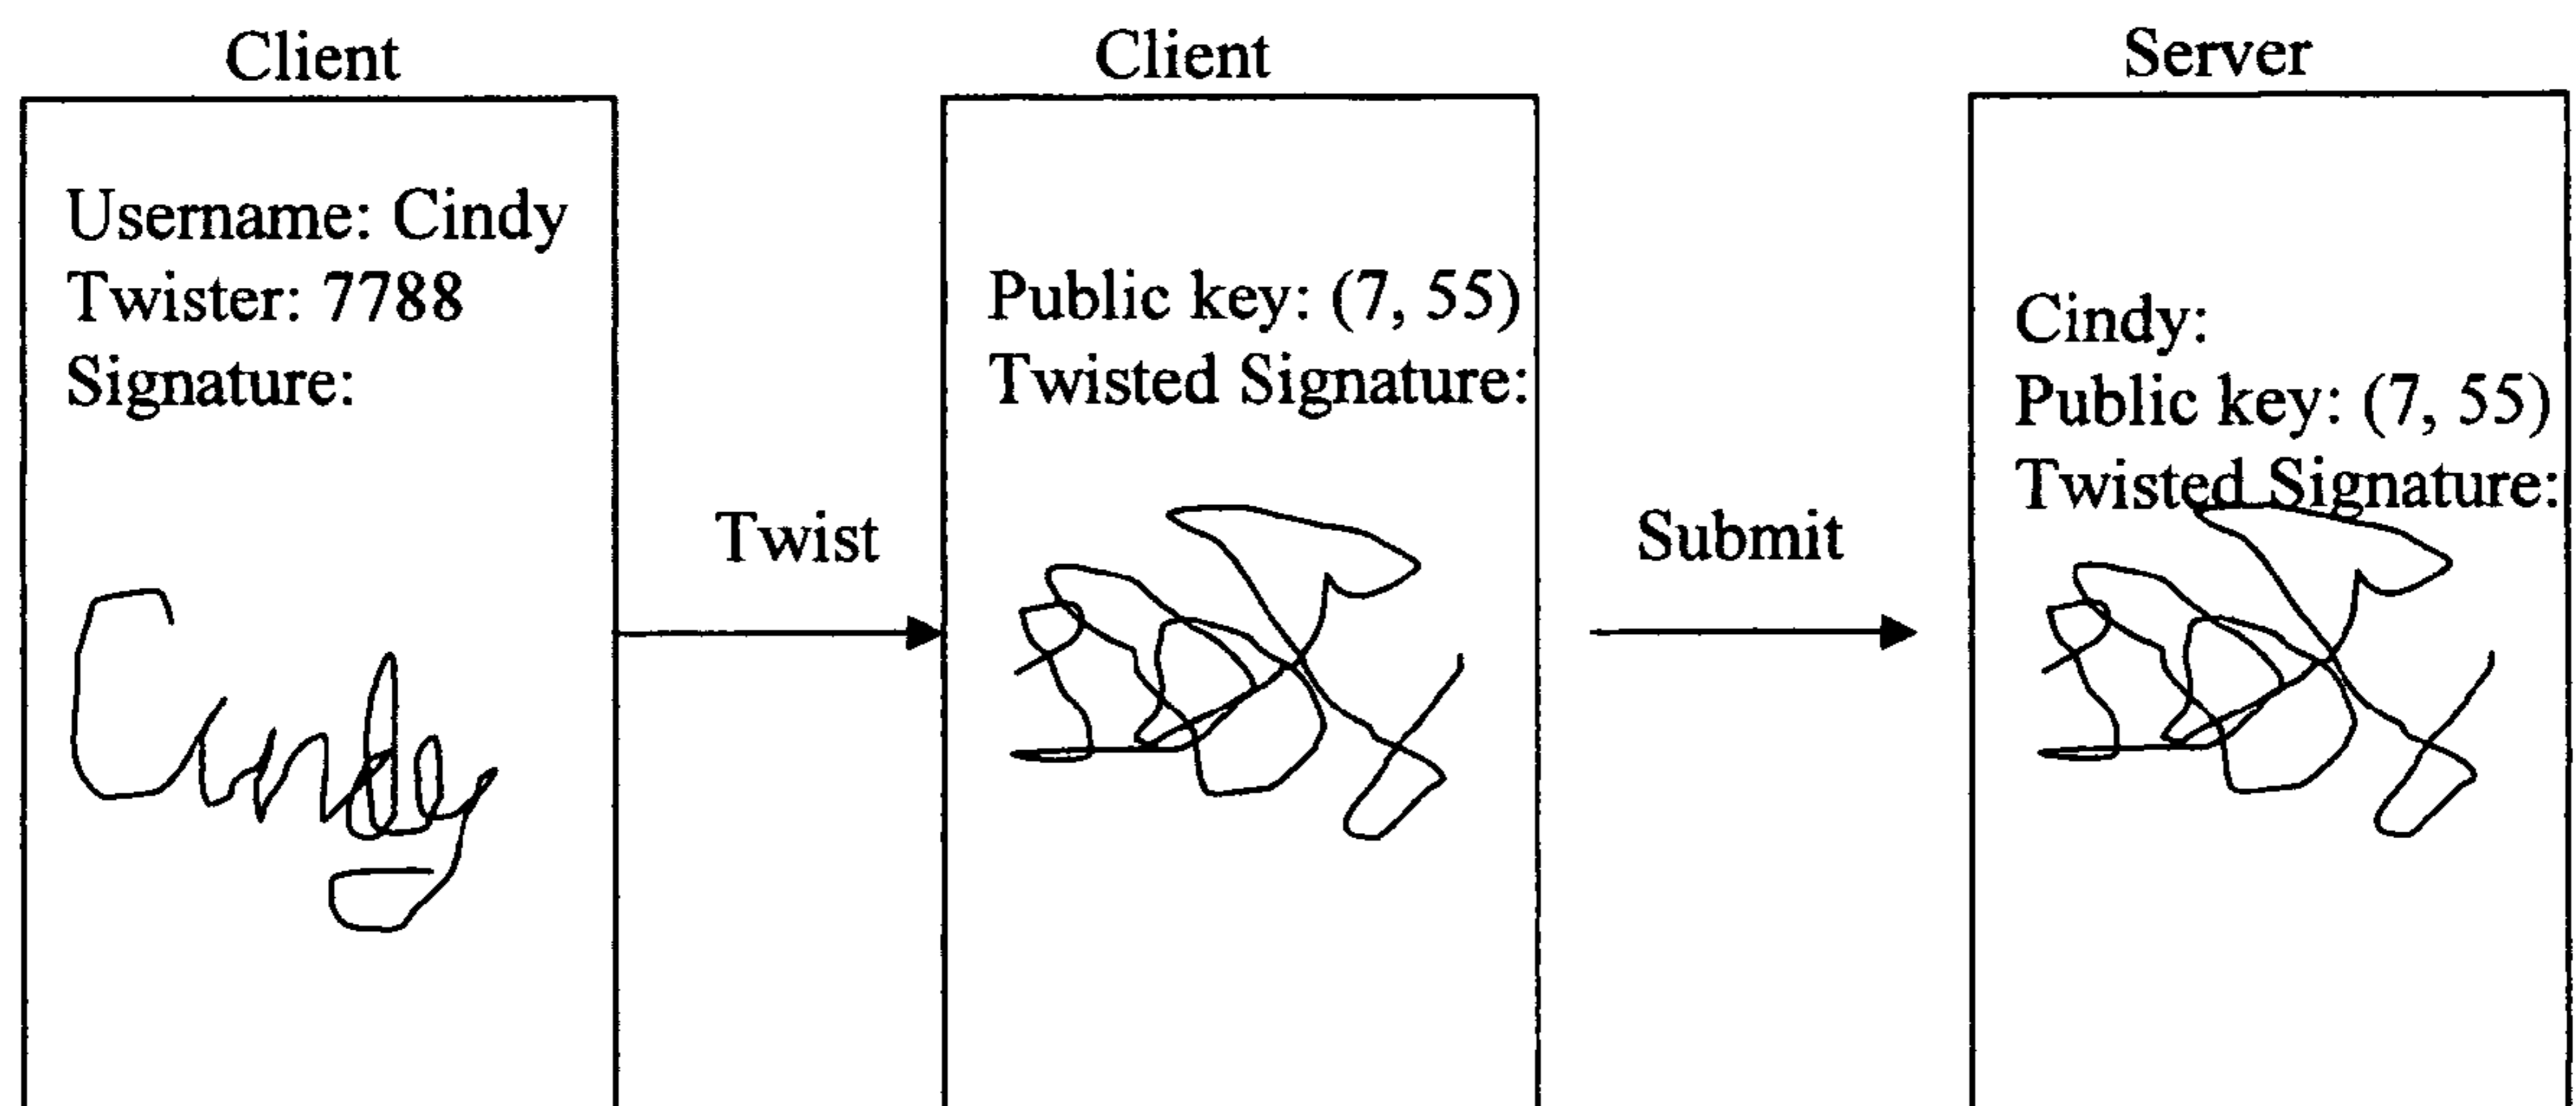 Client
Username: Cindy
Twister: 7788
Signature:
Cindy
Twist
Client
Public key: (7, 55)
Twisted Signature:
Submit
Server
Cindy:
Public key: (7, 55)
Twisted Signature: